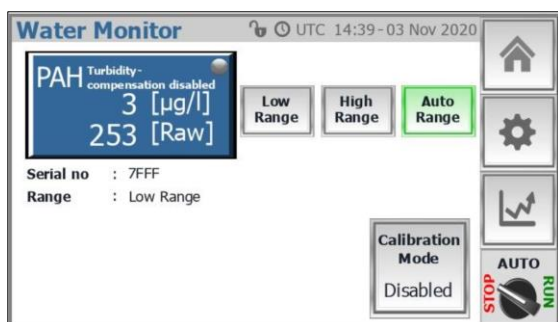 Water Monitor
UTC 14:39-03 Nov 2020
PAH Turbidity-
compensation disabled
3 [µg/l]
253 [Raw]
Low
Range
High
Range
Auto
Range
Serial no : 7FFF
Range : Low Range
Calibration
Mode
Disabled
AUTO
STOP
RUN